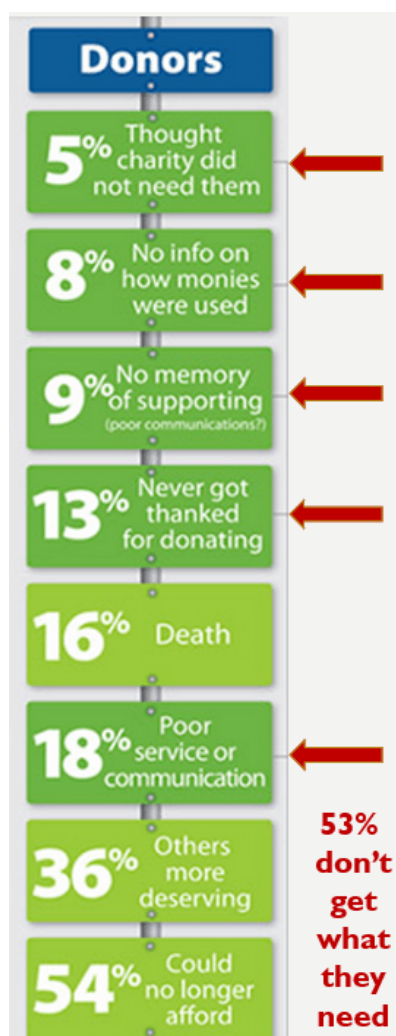 Donors
5% Thought
charity did
not need them
8% No info on
how monies
were used
9% No memory
of supporting
(poor communications?)
13% Never got
thanked
for donating
16% Death
18% Poor
service or
communication
36% Others
more
deserving
54% Could
no longer
afford
53%
don't
get
what
they
need